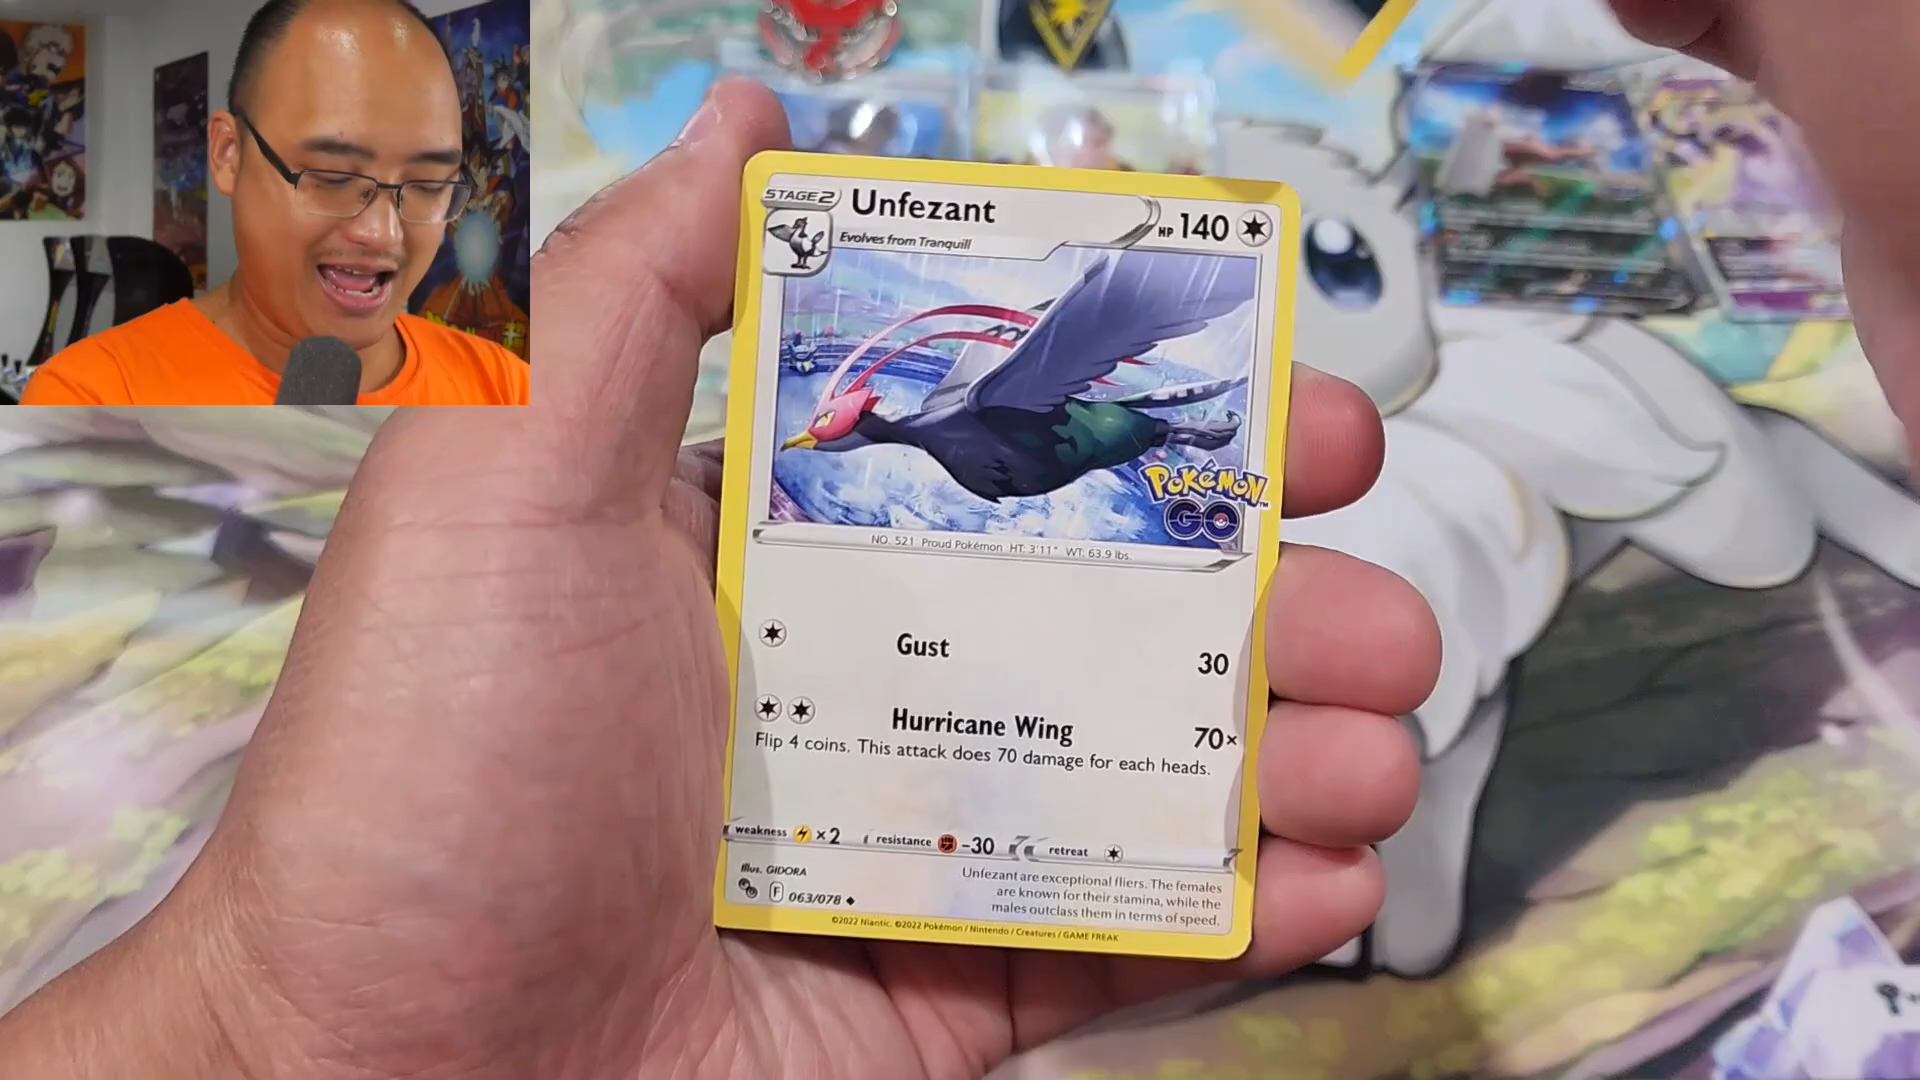 STAGE 2
Unfezant
HP 140
Evolves from Tranquill
POKéMON™
GO
NO. 521 Proud Pokémon HT: 3'11" WT: 63.9 lbs.
Gust
30
Hurricane Wing
70×
Flip 4 coins. This attack does 70 damage for each heads.
weakness ×2 resistance -30 retreat
Illus. GIDORA
F 063/078
Unfezant are exceptional fliers. The females
are known for their stamina, while the
males outclass them in terms of speed.
©2022 Niantic. ©2022 Pokémon / Nintendo / Creatures / GAME FREAK